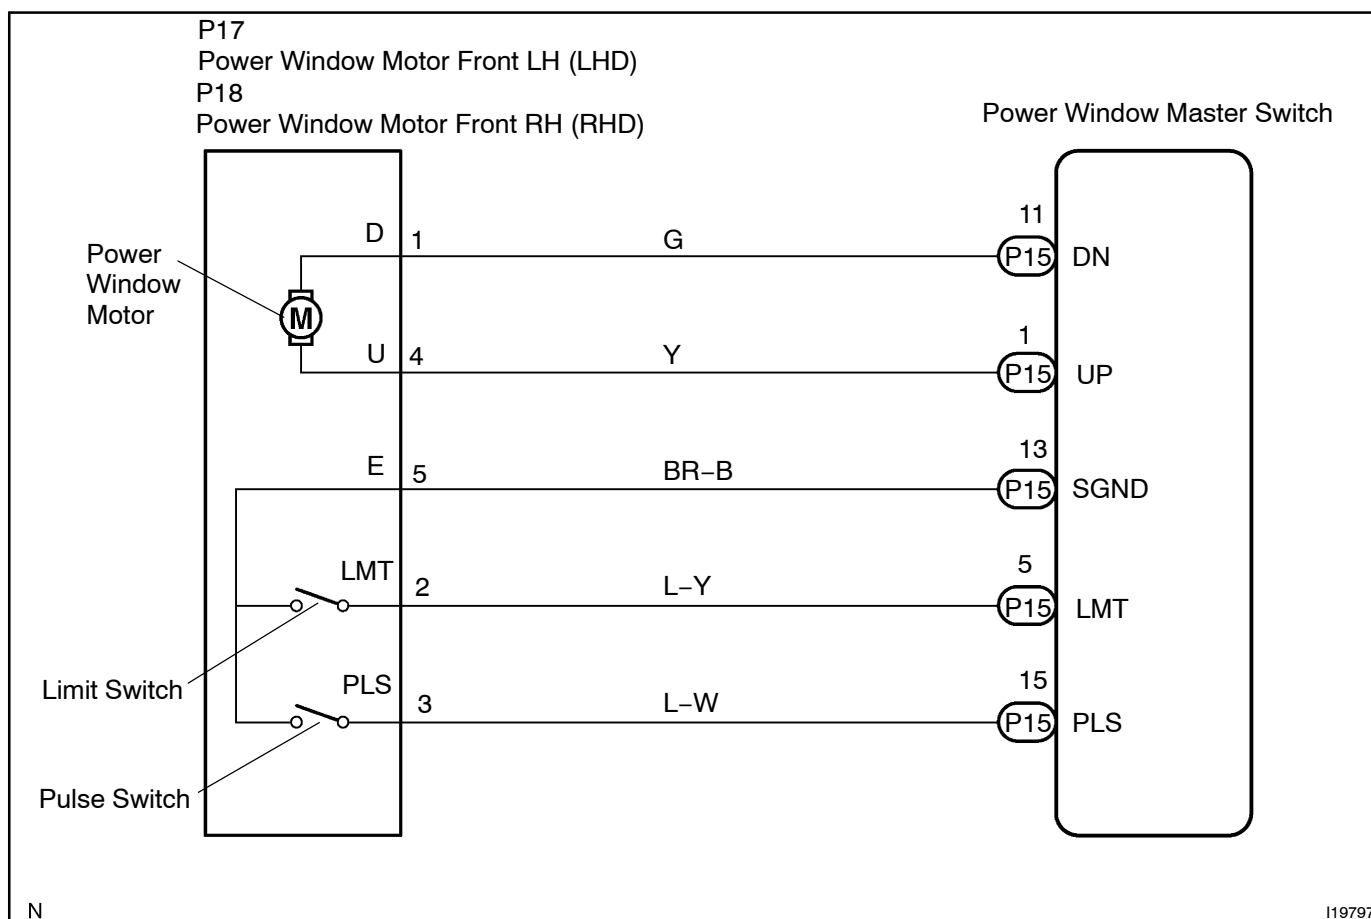 P17
Power Window Motor Front LH (LHD)
P18
Power Window Motor Front RH (RHD)
Power Window Master Switch
Power
Window
Motor
M
D
1
G
11
P15
DN
U
4
Y
1
P15
UP
E
5
BR−B
13
P15
SGND
LMT
2
L−Y
5
P15
LMT
Limit Switch
PLS
3
L−W
15
P15
PLS
Pulse Switch
N
I19797